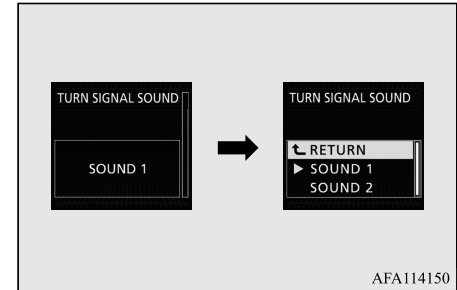 TURN SIGNAL SOUND
SOUND 1
TURN SIGNAL SOUND
RETURN
SOUND 1
SOUND 2
AFA114150